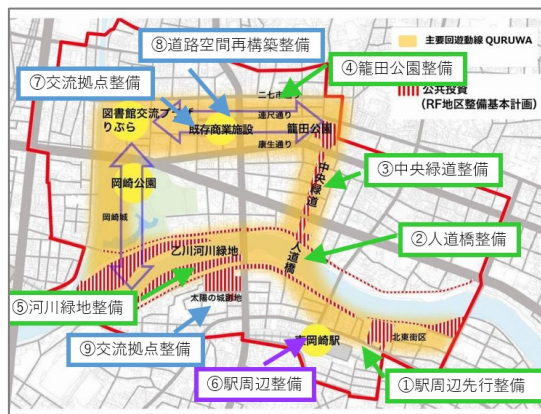 ⑧道路空間再構築整備
主要回遊動線 QURUWA
公共投資
(RF地区整備基本計画)
⑦交流拠点整備
④籠田公園整備
二七市通り
連尺通り
康生通り
図書館交流プラザ
りぶら
既存商業施設
籠田公園
中央緑道
③中央緑道整備
岡崎公園
岡崎城
②人道橋整備
人道橋
乙川河川緑地
⑤河川緑地整備
太陽の城跡地
⑨交流拠点整備
東岡崎駅
北東街区
⑥駅周辺整備
①駅周辺先行整備